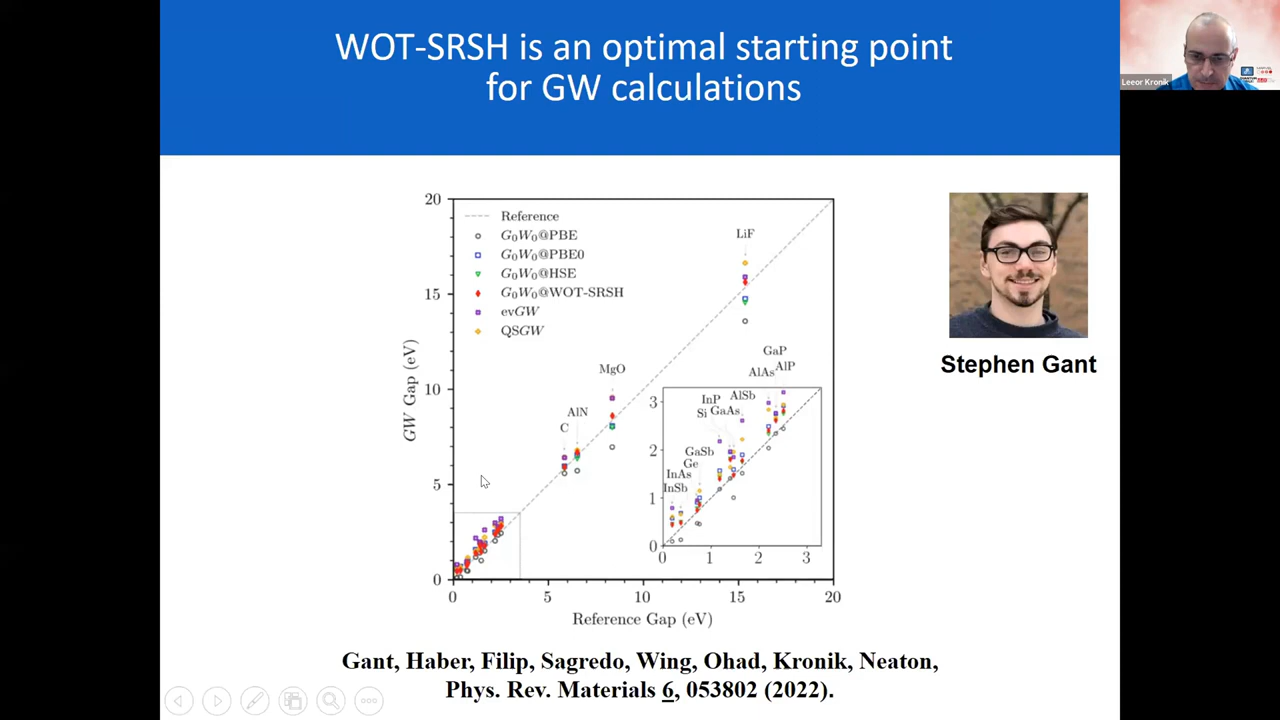 WOT-SRSH is an optimal starting point
for GW calculations
Leeor Kronik
20
15
10
5
0
GW Gap (eV)
Reference
G₀W₀@PBE
G₀W₀@PBE0
G₀W₀@HSE
G₀W₀@WOT-SRSH
evGW
QSGW
LiF
MgO
AlN
C
GaP
AlAs AlP
AlSb
InP
Si GaAs
GaSb
Ge
InAs
InSb
3
2
1
0
0 1 2 3
0 5 10 15 20
Reference Gap (eV)
Stephen Gant
Gant, Haber, Filip, Sagredo, Wing, Ohad, Kronik, Neaton,
Phys. Rev. Materials 6, 053802 (2022).